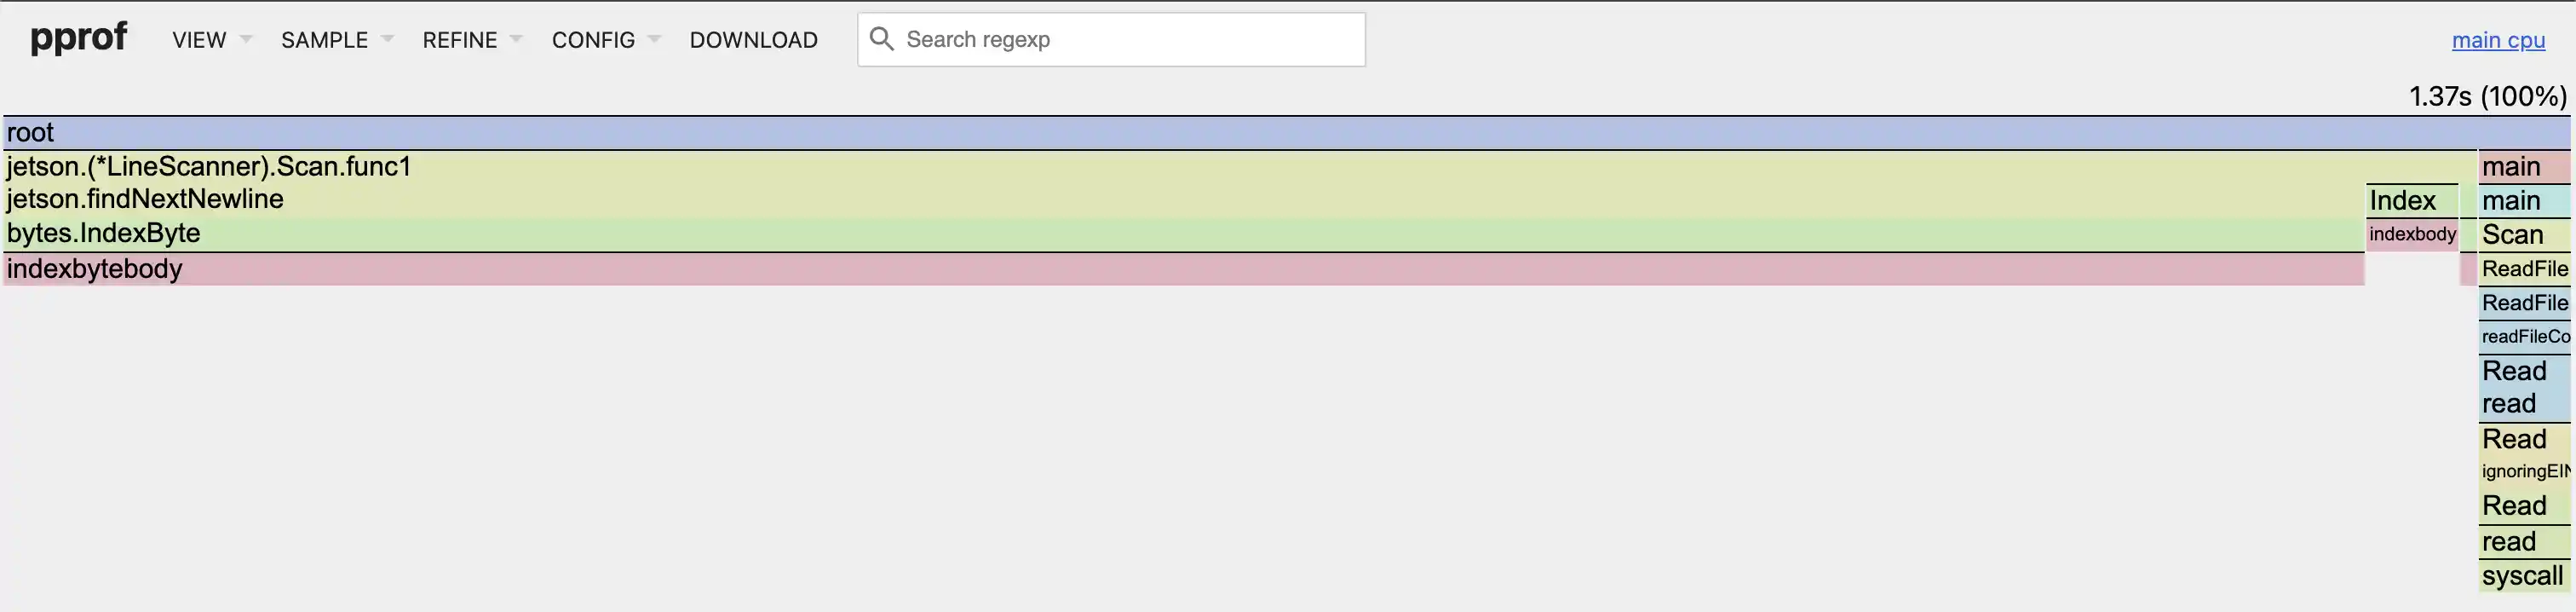 pprof VIEW SAMPLE REFINE CONFIG DOWNLOAD Search regexp main cpu
1.37s (100%)
root
jetson.(*LineScanner).Scan.func1 main
jetson.findNextNewline Index main
bytes.IndexByte indexbody Scan
indexbytebody ReadFile
ReadFile
readFileCo
Read
read
Read
ignoringEIN
Read
read
syscall